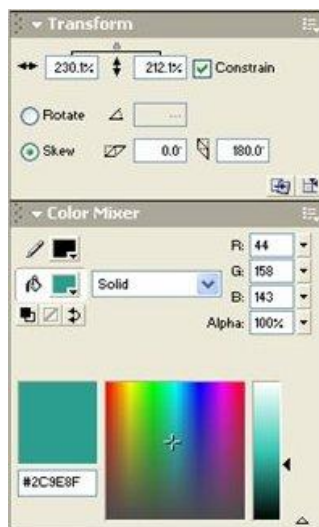 Transform
230.1% 212.1% Constrain
Rotate ...
Skew 0.0° 180.0°
Color Mixer
R: 44
Solid G: 158
B: 143
Alpha: 100%
#2C9E8F